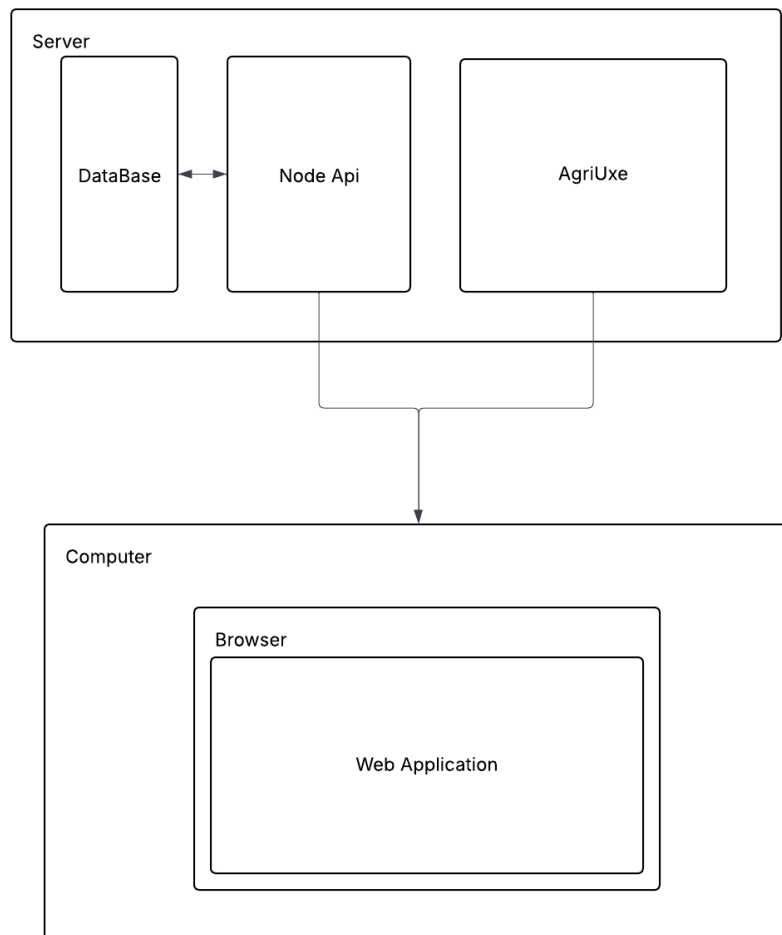 Server
DataBase
Node Api
AgriUxe
Computer
Browser
Web Application